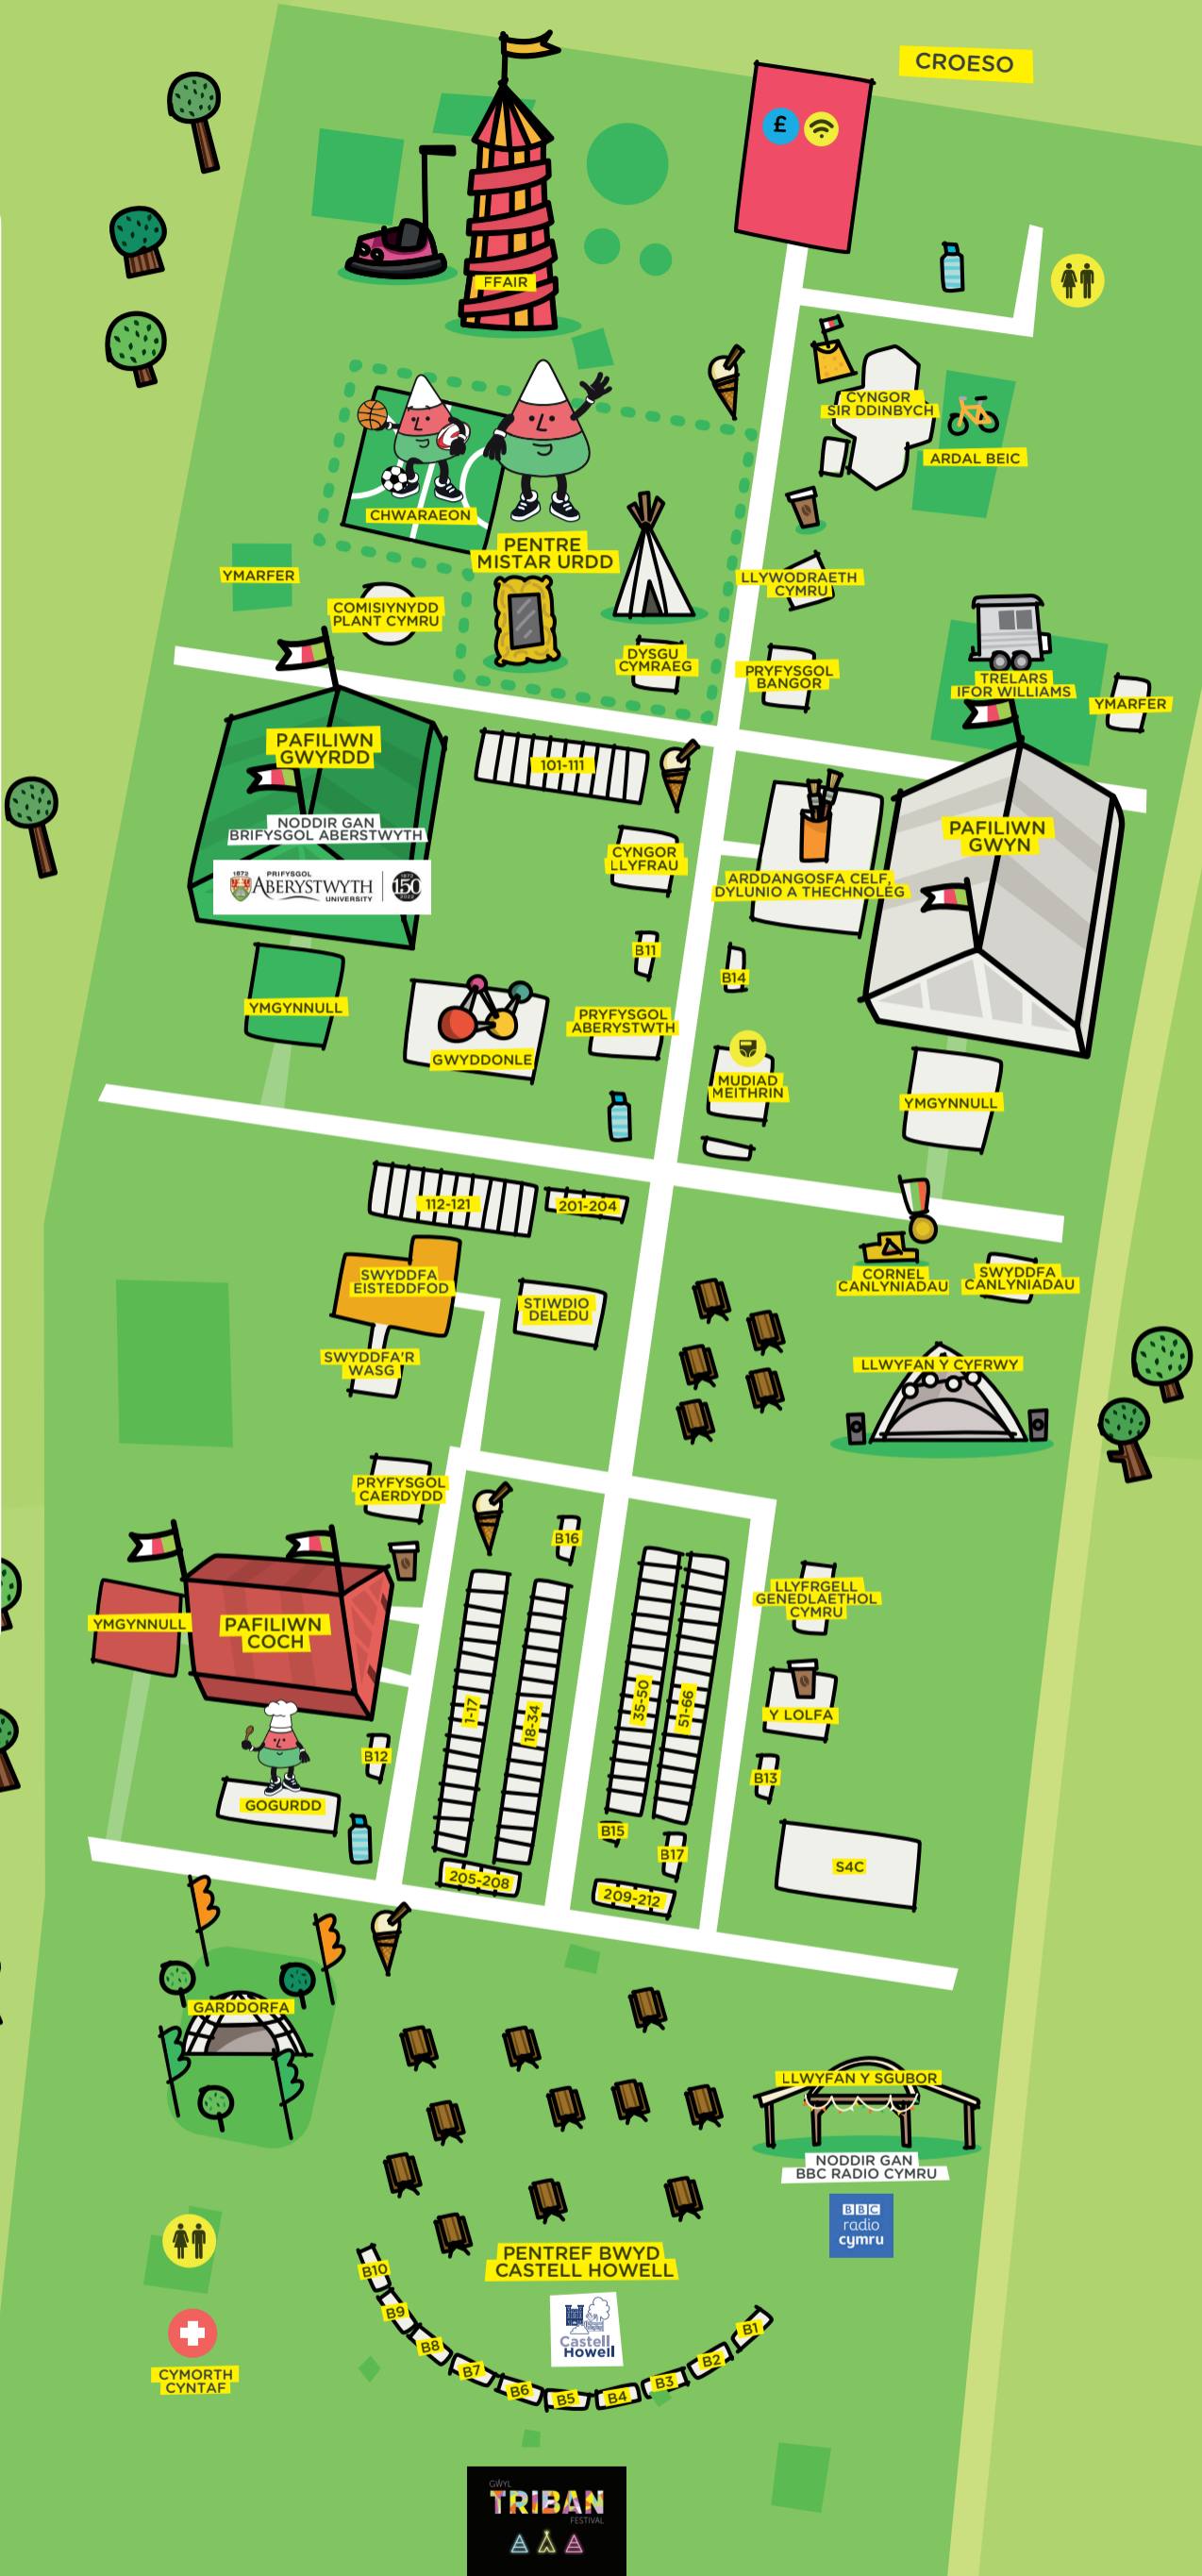 CROESO
£
FFAIR
CYNGOR
SIR DDINBYCH
ARDAL BEIC
CHWARAEON
PENTRE
MISTAR URDD
YMARFER
COMISIYNYDD
PLANT CYMRU
LLYWODRAETH
CYMRU
DYSGU
CYMRAEG
PRYFYSGOL
BANGOR
TRELARS
IFOR WILLIAMS
YMARFER
PAFILIWN
GWYRDD
NODDIR GAN
BRIFYSGOL ABERSTWYTH
1872
PRIFYSGOL
ABERYSTWYTH
UNIVERSITY
150
101-111
CYNGOR
LLYFRAU
ARDDANGOSFA CELF,
DYLUNIO A THECHNOLEG
PAFILIWN
GWYN
B11
B14
YMGYNNULL
GWYDDONLE
PRYFYSGOL
ABERYSTWTH
MUDIAD
MEITHRIN
YMGYNNULL
112-121
201-204
SWYDDFA
EISTEDDFOD
STIWDIO
DELEDU
SWYDDFA'R
WASG
CORNEL
CANLYNIADAU
SWYDDFA
CANLYNIADAU
LLWYFAN Y CYFRWY
PRYFYSGOL
CAERDYDD
B16
YMGYNNULL
PAFILIWN
COCH
LLYFRGELL
GENEDLAETHOL
CYMRU
1-17
18-34
35-50
51-66
Y LOLFA
B12
B13
GOGURDD
B15
B17
S4C
205-208
209-212
GARDDORFA
LLWYFAN Y SGUBOR
NODDIR GAN
BBC RADIO CYMRU
BBC
radio
cymru
PENTREF BWYD
CASTELL HOWELL
Castell
Howell
B10
B9
B8
B7
B6
B5
B4
B3
B2
B1
CYMORTH
CYNTAF
GWYL
TRIBAN
FESTIVAL